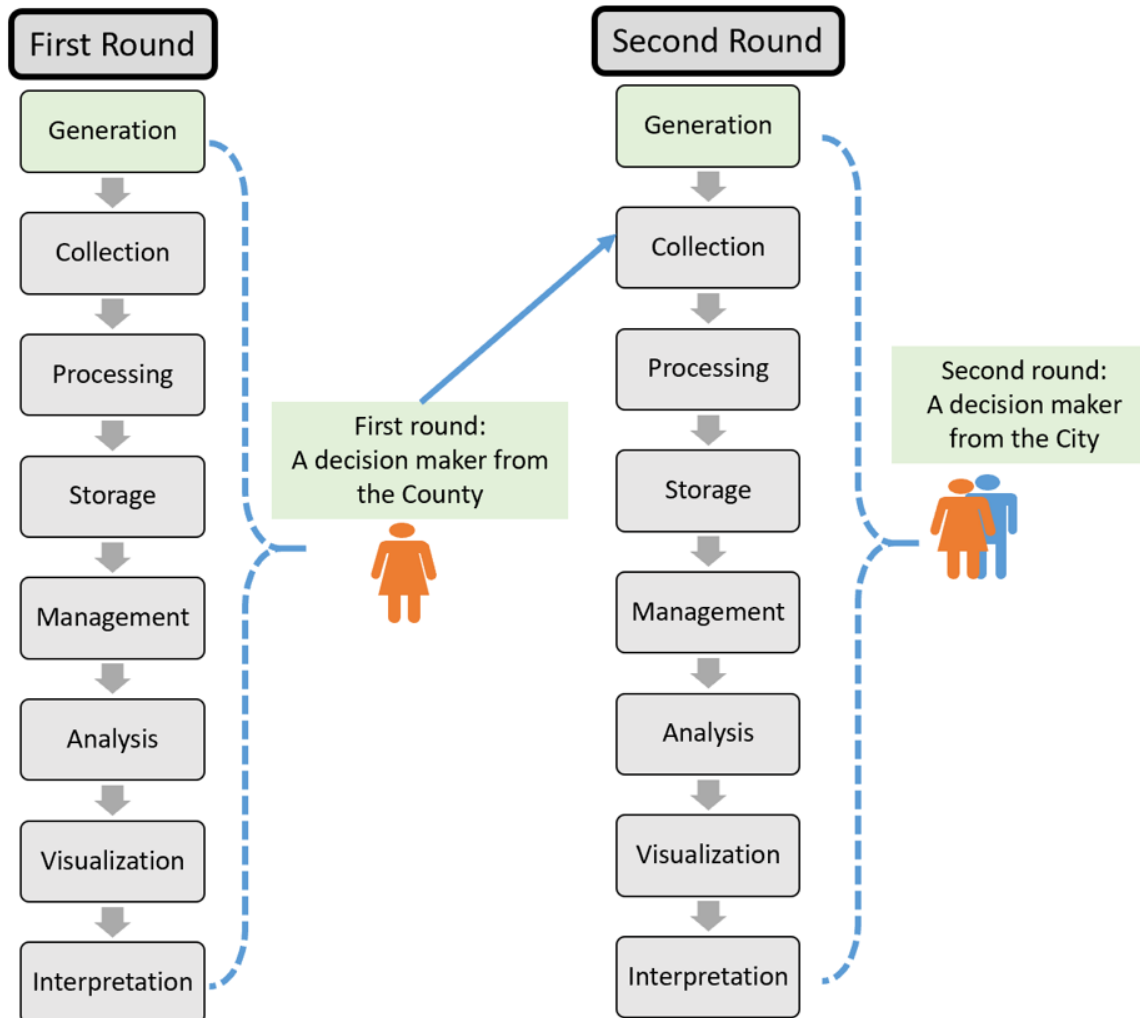 First Round
Generation
Collection
Processing
Storage
Management
Analysis
Visualization
Interpretation
First round:
A decision maker from
the County
Second Round
Generation
Collection
Processing
Storage
Management
Analysis
Visualization
Interpretation
Second round:
A decision maker
from the City